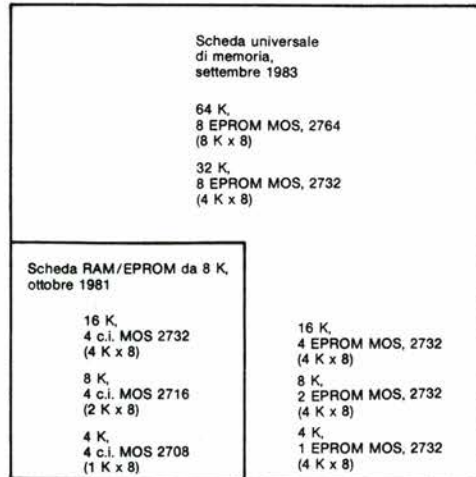 Scheda universale
di memoria,
settembre 1983
64 K,
8 EPROM MOS, 2764
(8 K x 8)
32 K,
8 EPROM MOS, 2732
(4 K x 8)
Scheda RAM/EPROM da 8 K,
ottobre 1981
16 K,
4 c.i. MOS 2732
(4 K x 8)
8 K,
4 c.i. MOS 2716
(2 K x 8)
4 K,
4 c.i. MOS 2708
(1 K x 8)
16 K,
4 EPROM MOS, 2732
(4 K x 8)
8 K,
2 EPROM MOS, 2732
(4 K x 8)
4 K,
1 EPROM MOS, 2732
(4 K x 8)